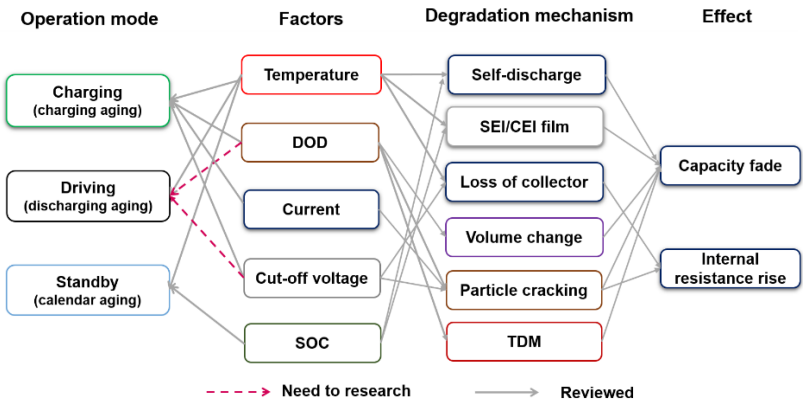 Operation mode
Factors
Degradation mechanism
Effect
Charging
(charging aging)
Driving
(discharging aging)
Standby
(calendar aging)
Temperature
DOD
Current
Cut-off voltage
SOC
Self-discharge
SEI/CEI film
Loss of collector
Volume change
Particle cracking
TDM
Capacity fade
Internal
resistance rise
Need to research
Reviewed